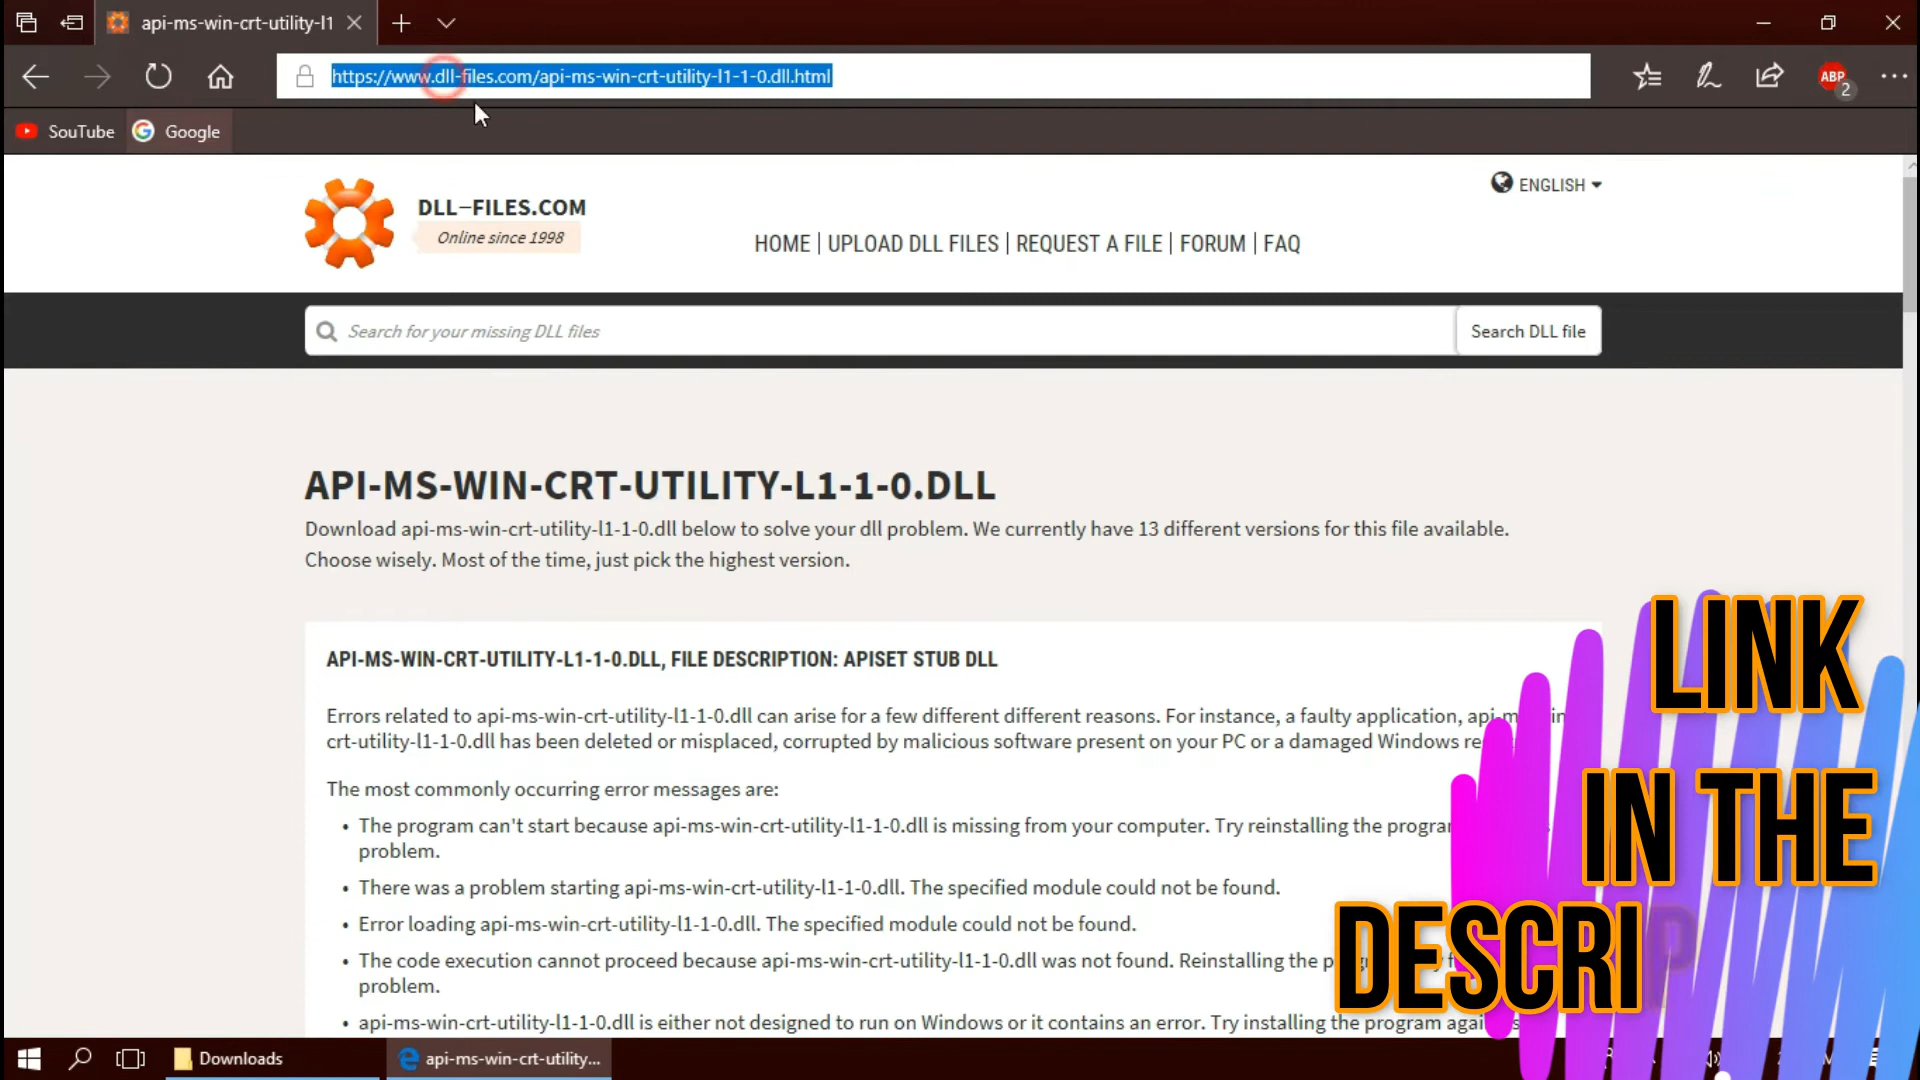 api-ms-win-crt-utility-l1
https://www.dll-files.com/api-ms-win-crt-utility-l1-1-0.dll.html
ABP
2
SouTube
Google
ENGLISH
DLL-FILES.COM
Online since 1998
HOME | UPLOAD DLL FILES | REQUEST A FILE | FORUM | FAQ
Search for your missing DLL files
Search DLL file
API-MS-WIN-CRT-UTILITY-L1-1-0.DLL
Download api-ms-win-crt-utility-l1-1-0.dll below to solve your dll problem. We currently have 13 different versions for this file available.
Choose wisely. Most of the time, just pick the highest version.
API-MS-WIN-CRT-UTILITY-L1-1-0.DLL, FILE DESCRIPTION: APISET STUB DLL
Errors related to api-ms-win-crt-utility-l1-1-0.dll can arise for a few different different reasons. For instance, a faulty application,
crt-utility-l1-1-0.dll has been deleted or misplaced, corrupted by malicious software present on your PC or a damaged Windows
The most commonly occurring error messages are:
• The program can't start because api-ms-win-crt-utility-l1-1-0.dll is missing from your computer. Try reinstalling the
problem.
• There was a problem starting api-ms-win-crt-utility-l1-1-0.dll. The specified module could not be found.
• Error loading api-ms-win-crt-utility-l1-1-0.dll. The specified module could not be found.
• The code execution cannot proceed because api-ms-win-crt-utility-l1-1-0.dll was not found. Reinstalling the
problem.
• api-ms-win-crt-utility-l1-1-0.dll is either not designed to run on Windows or it contains an error. Try installing the program
LINK
IN THE
DESCRIP
Downloads
api-ms-win-crt-utility...